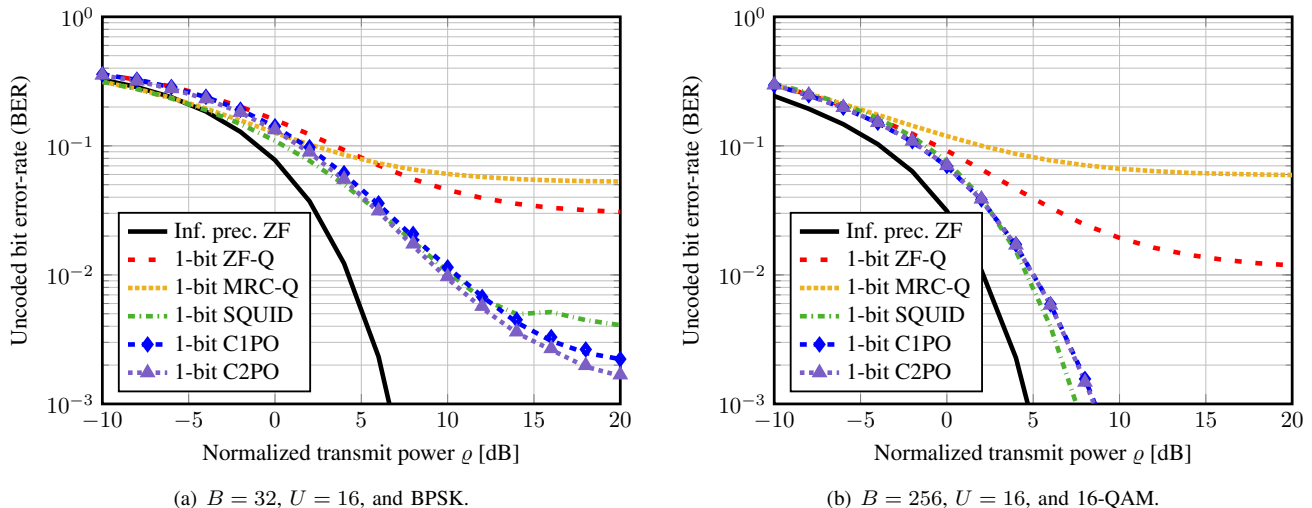 10^0
10^−1
10^−2
10^−3
Uncoded bit error-rate (BER)
Inf. prec. ZF
1-bit ZF-Q
1-bit MRC-Q
1-bit SQUID
1-bit C1PO
1-bit C2PO
−10 −5 0 5 10 15 20
Normalized transmit power ϱ [dB]
(a) B = 32, U = 16, and BPSK.
10^0
10^−1
10^−2
10^−3
Uncoded bit error-rate (BER)
Inf. prec. ZF
1-bit ZF-Q
1-bit MRC-Q
1-bit SQUID
1-bit C1PO
1-bit C2PO
−10 −5 0 5 10 15 20
Normalized transmit power ϱ [dB]
(b) B = 256, U = 16, and 16-QAM.